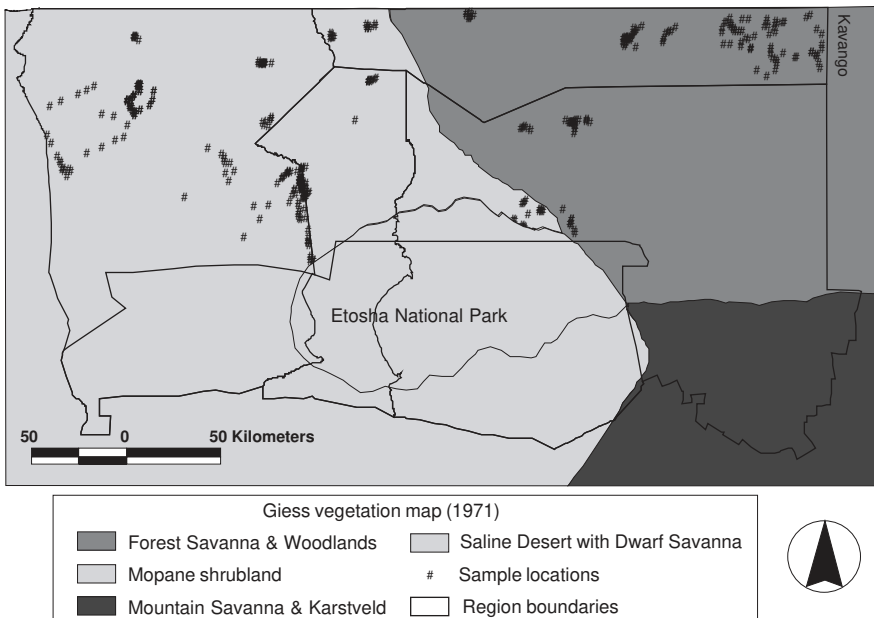 Kavango
Etosha National Park
50 0 50 Kilometers
Giess vegetation map (1971)
Forest Savanna & Woodlands
Saline Desert with Dwarf Savanna
Mopane shrubland
# Sample locations
Mountain Savanna & Karstveld
Region boundaries